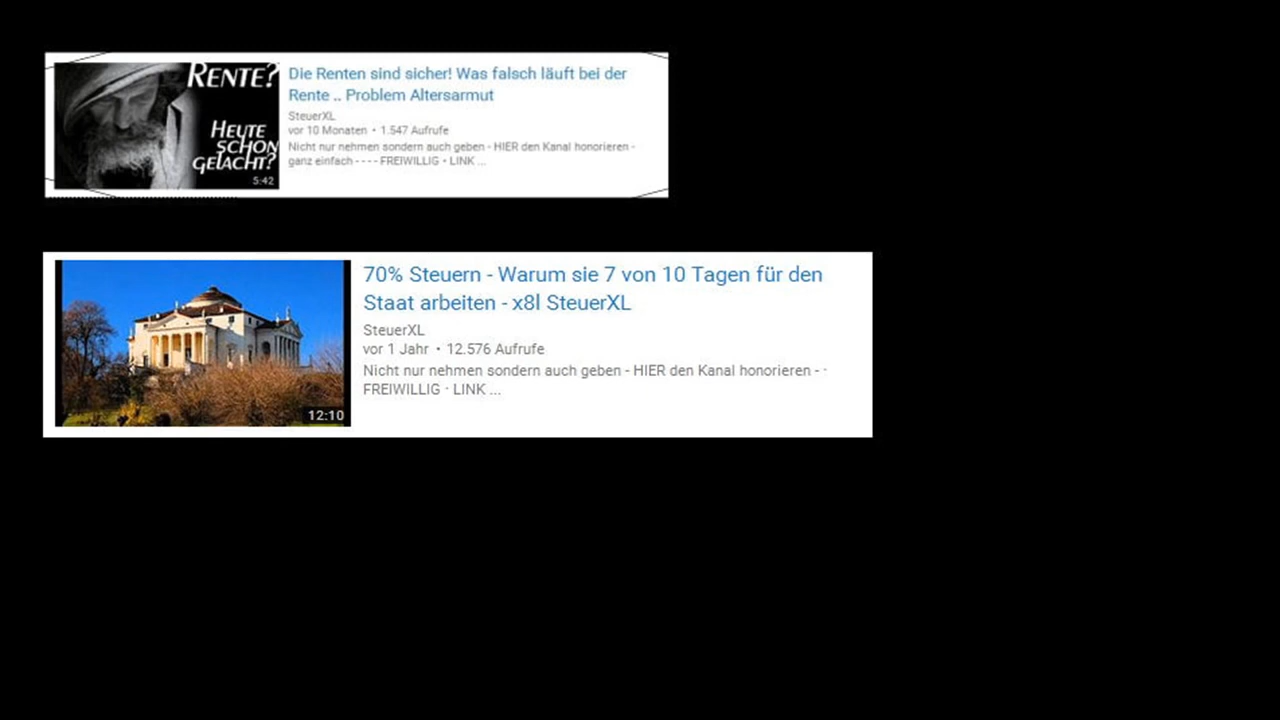 RENTE?
HEUTE
SCHON
GELACHT?
5:42
Die Renten sind sicher! Was falsch läuft bei der
Rente .. Problem Altersarmut
SteuerXL
vor 10 Monaten • 1.547 Aufrufe
Nicht nur nehmen sondern auch geben - HIER den Kanal honorieren -
ganz einfach - - - - FREIWILLIG • LINK ...
12:10
70% Steuern - Warum sie 7 von 10 Tagen für den
Staat arbeiten - x8l SteuerXL
SteuerXL
vor 1 Jahr • 12.576 Aufrufe
Nicht nur nehmen sondern auch geben - HIER den Kanal honorieren - ·
FREIWILLIG · LINK ...